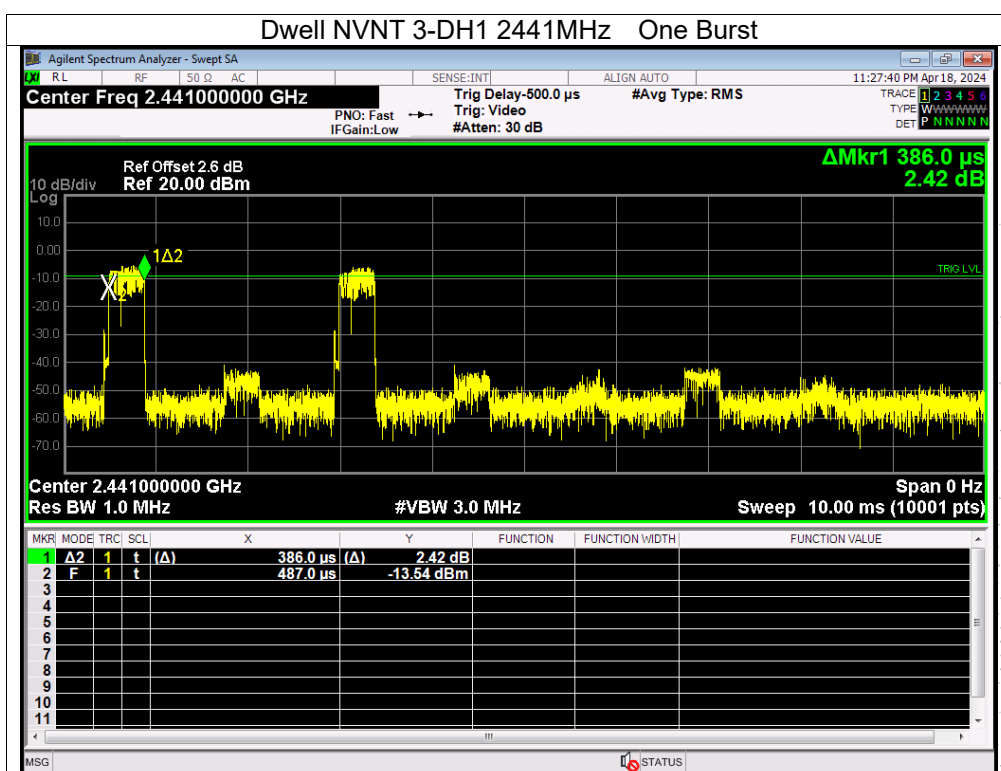 Dwell NVNT 3-DH1 2441MHz One Burst
Agilent Spectrum Analyzer - Swept SA
LXI RL RF 50 Ω AC SENSE:INT ALIGN AUTO 11:27:40 PM Apr 18, 2024
Center Freq 2.441000000 GHz Trig Delay-500.0 µs #Avg Type: RMS TRACE 1 2 3 4 5 6
PNO: Fast Trig: Video TYPE WWWWWW
IFGain:Low #Atten: 30 dB DET P N N N N N
Ref Offset 2.6 dB ΔMkr1 386.0 µs
10 dB/div Ref 20.00 dBm 2.42 dB
Log
10.0
0.00
1Δ2
-10.0 TRIG LVL
X2
-20.0
-30.0
-40.0
-50.0
-60.0
-70.0
Center 2.441000000 GHz Span 0 Hz
Res BW 1.0 MHz #VBW 3.0 MHz Sweep 10.00 ms (10001 pts)
MKR MODE TRC SCL X Y FUNCTION FUNCTION WIDTH FUNCTION VALUE
1 Δ2 1 t (Δ) 386.0 µs (Δ) 2.42 dB
2 F 1 t 487.0 µs -13.54 dBm
3
4
5
6
7
8
9
10
11
MSG STATUS